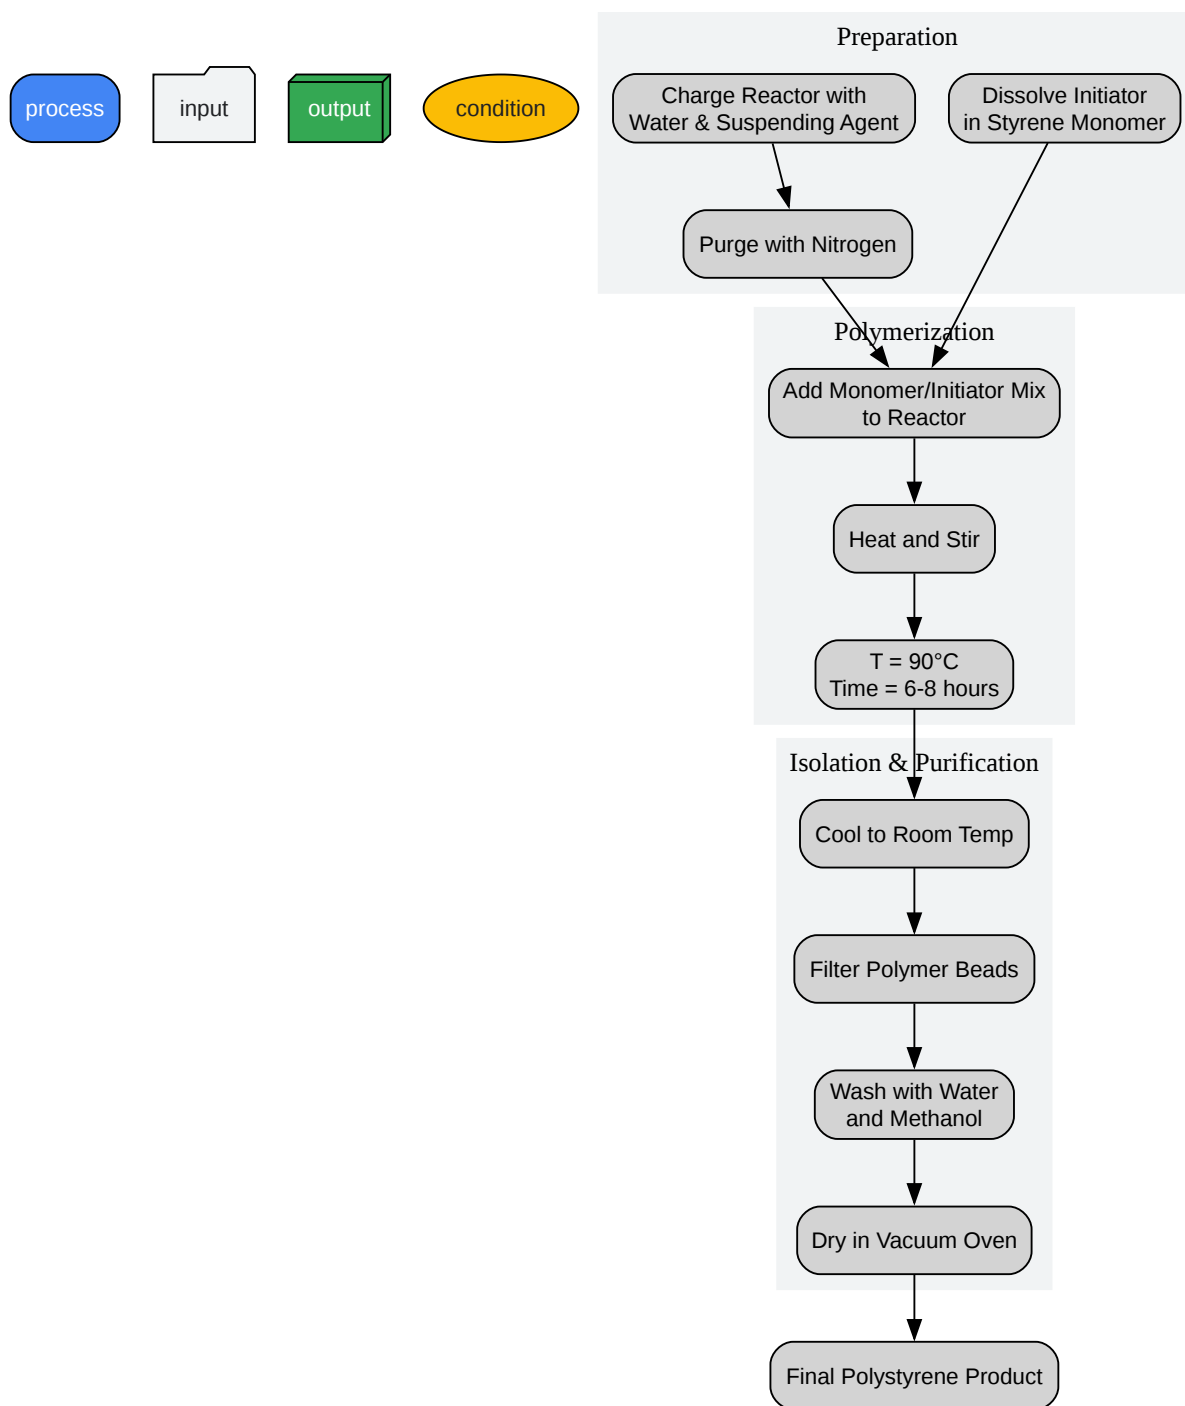 process
input
output
condition
Preparation
Charge Reactor with
Water & Suspending Agent
Dissolve Initiator
in Styrene Monomer
Purge with Nitrogen
Polymerization
Add Monomer/Initiator Mix
to Reactor
Heat and Stir
T = 90°C
Time = 6-8 hours
Isolation & Purification
Cool to Room Temp
Filter Polymer Beads
Wash with Water
and Methanol
Dry in Vacuum Oven
Final Polystyrene Product